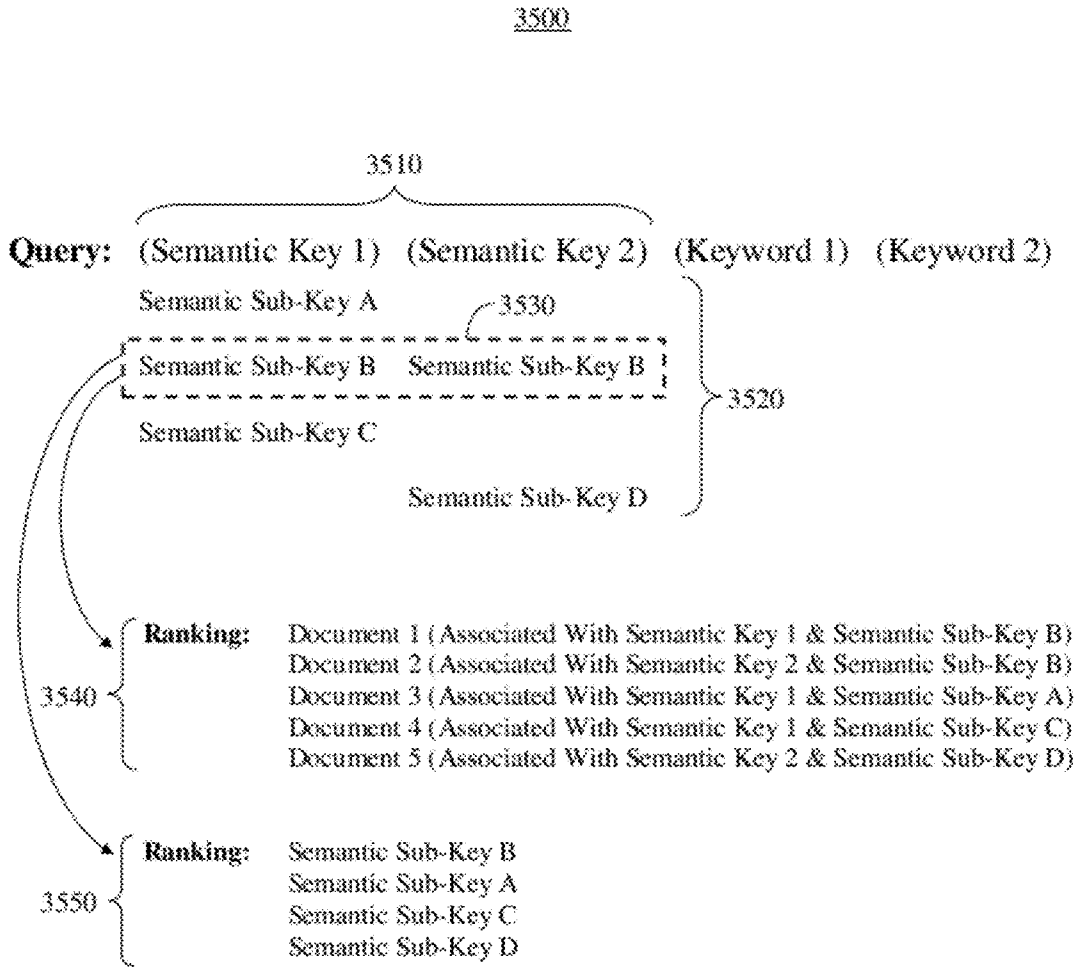 3500
3510
Query: (Semantic Key 1) (Semantic Key 2) (Keyword 1) (Keyword 2)
Semantic Sub-Key A
3530
Semantic Sub-Key B Semantic Sub-Key B
3520
Semantic Sub-Key C
Semantic Sub-Key D
Ranking: Document 1 (Associated With Semantic Key 1 & Semantic Sub-Key B)
Document 2 (Associated With Semantic Key 2 & Semantic Sub-Key B)
3540 Document 3 (Associated With Semantic Key 1 & Semantic Sub-Key A)
Document 4 (Associated With Semantic Key 1 & Semantic Sub-Key C)
Document 5 (Associated With Semantic Key 2 & Semantic Sub-Key D)
Ranking: Semantic Sub-Key B
Semantic Sub-Key A
3550
Semantic Sub-Key C
Semantic Sub-Key D